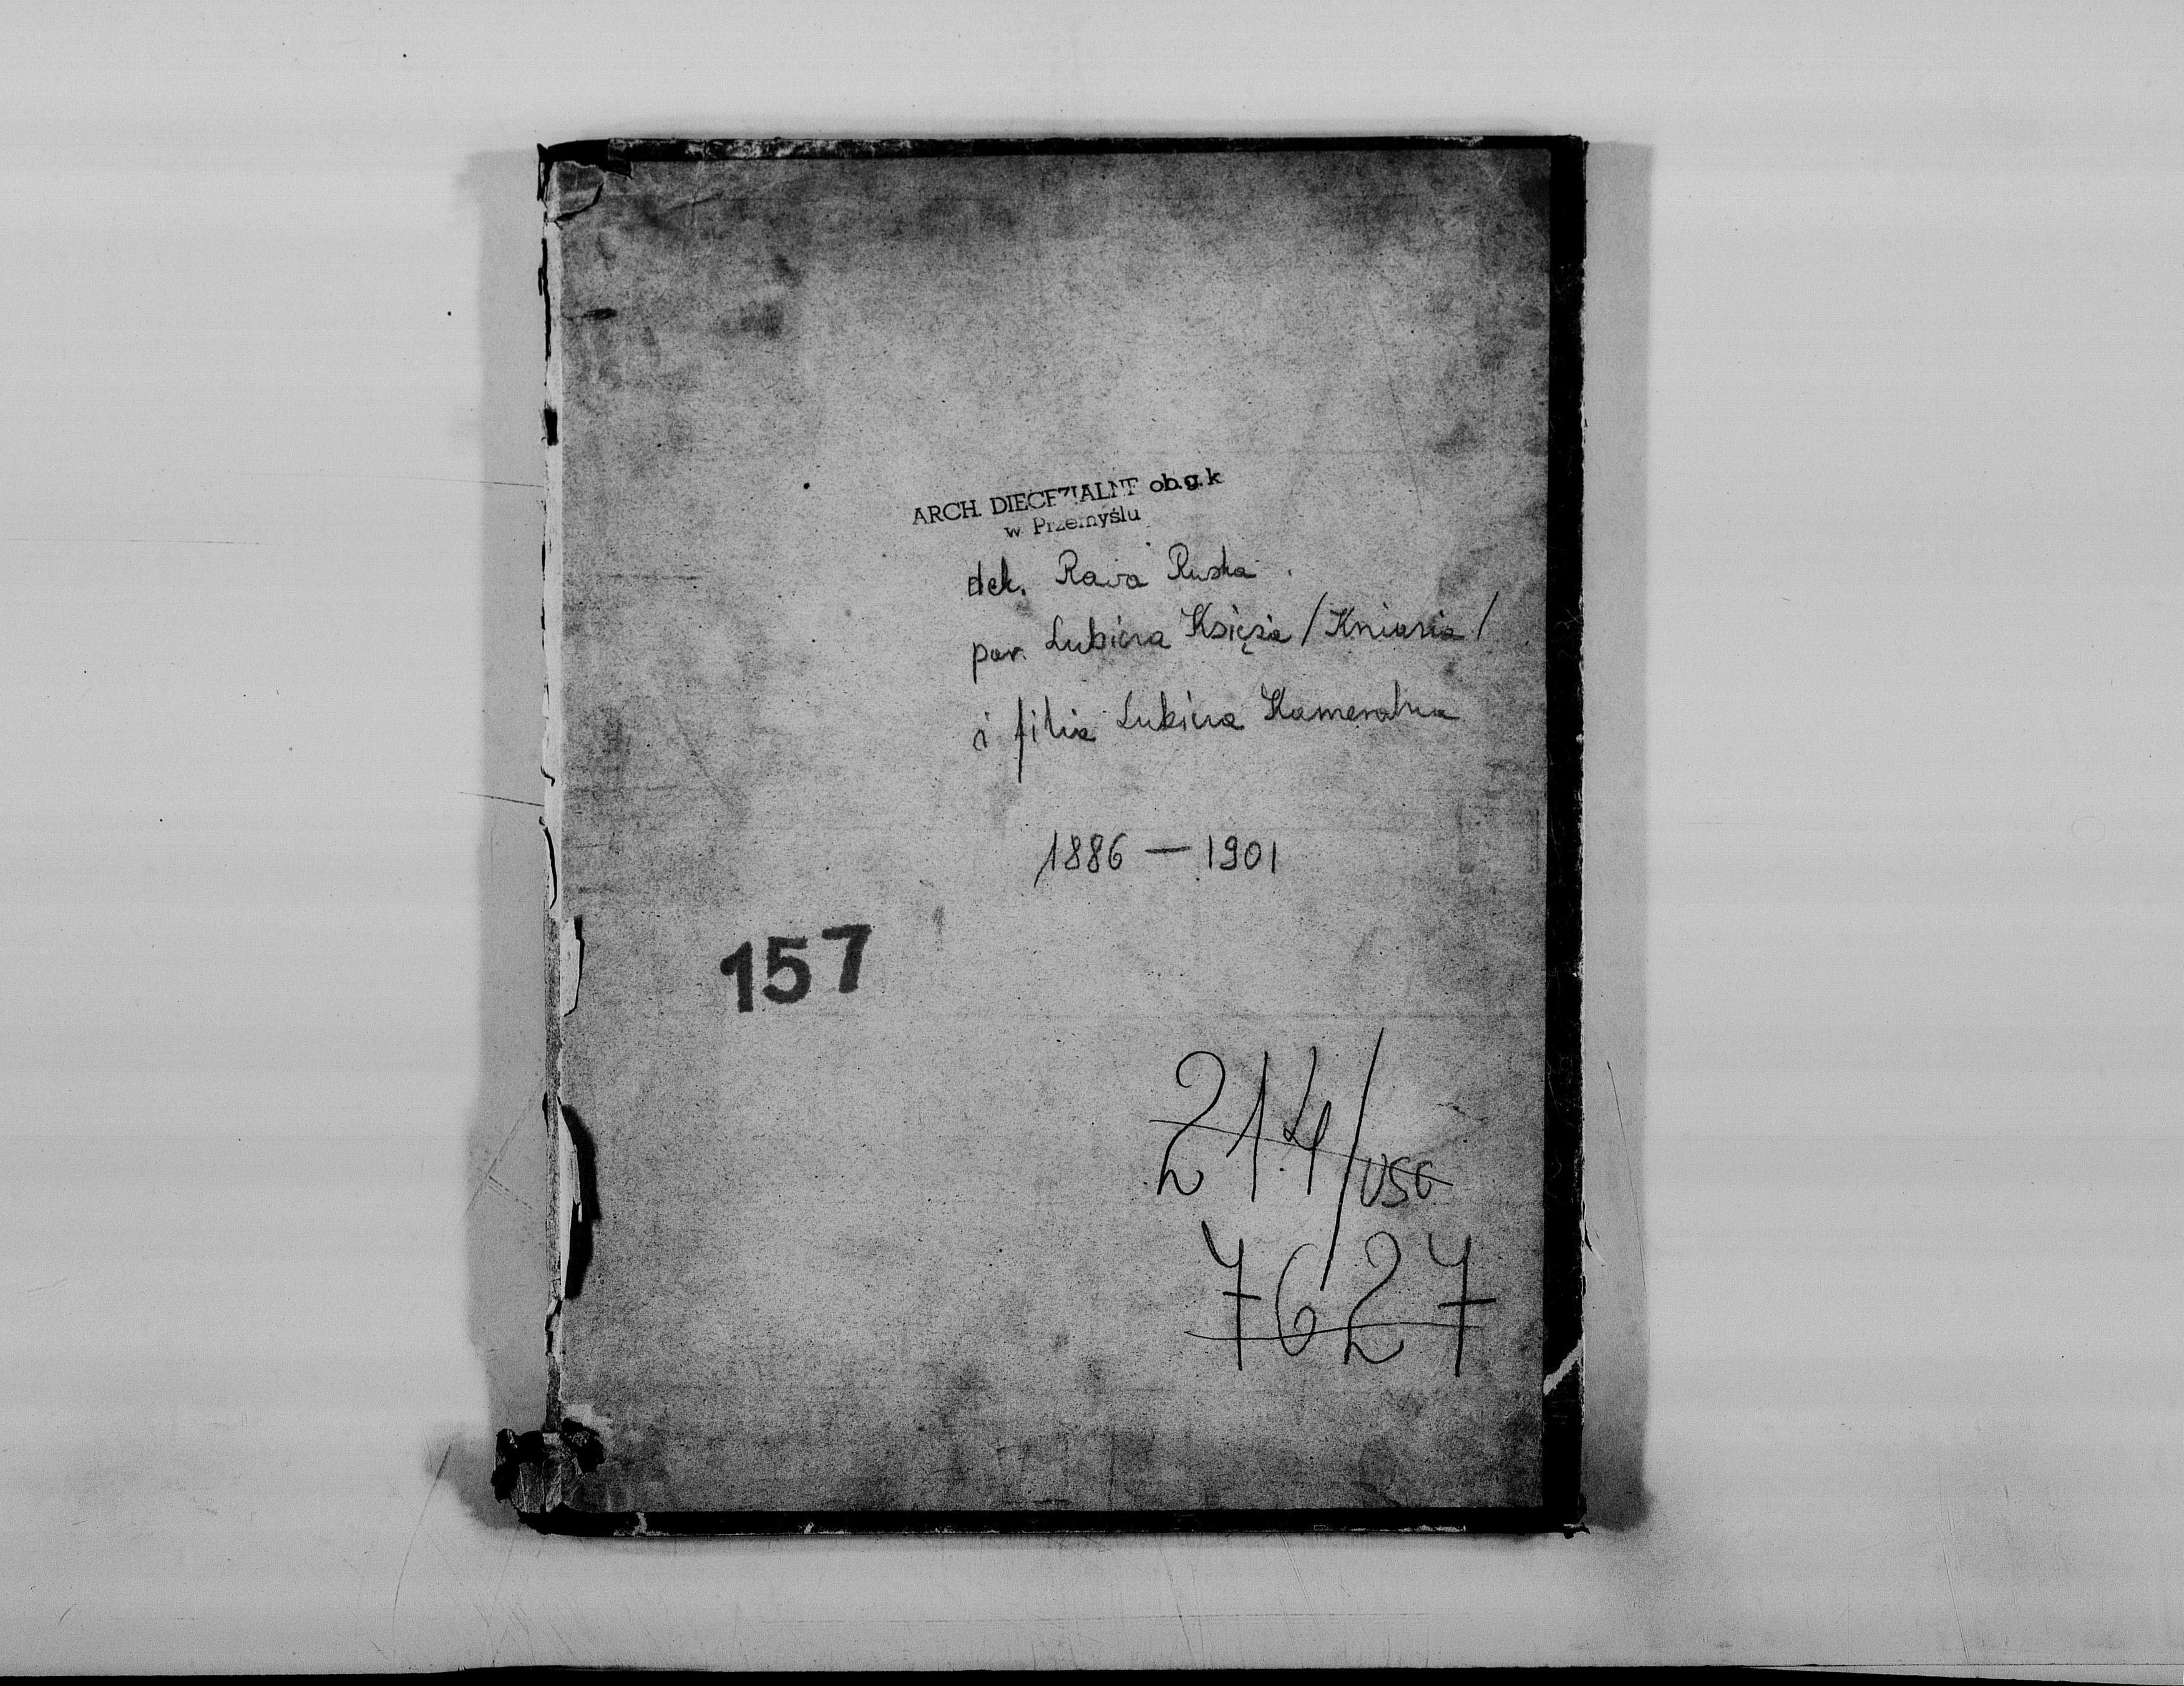 ARCH. DIECEZJALNE ob.g.k
w Przemyślu
dek. Rawa Ruska
par. Lubicza Księża / Kniazia /
i filia Lubicza Kameralna
1886 — 1901
157
214/USC
7627